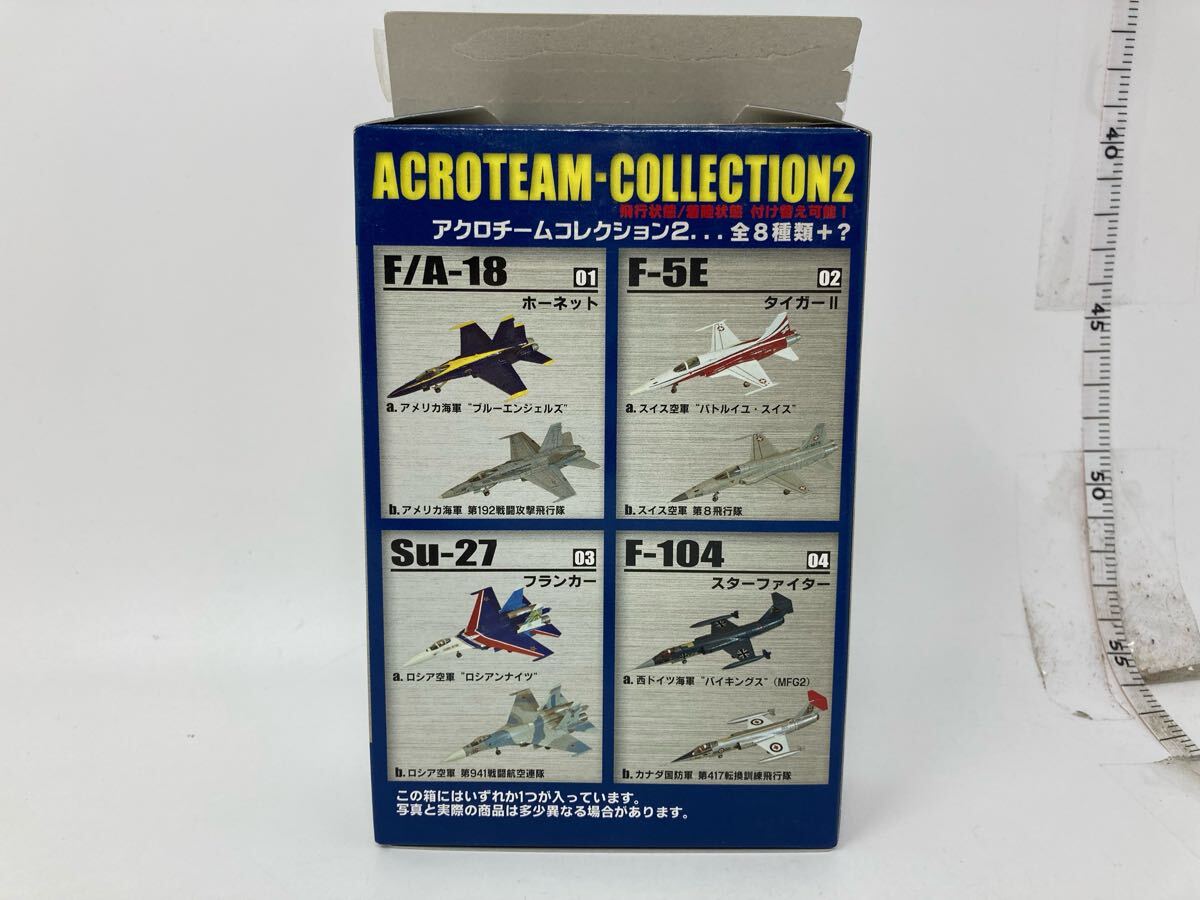 ACROTEAM-COLLECTION2
飛行状態/着陸状態 付け替え可能！
アクロチームコレクション2...全8種類+？
F/A-18 01
ホーネット
a.アメリカ海軍 "ブルーエンジェルズ"
b.アメリカ海軍 第192戦闘攻撃飛行隊
F-5E 02
タイガーII
a.スイス空軍 "パトルイユ・スイス"
b.スイス空軍 第8飛行隊
Su-27 03
フランカー
a.ロシア空軍 "ロシアンナイツ"
b.ロシア空軍 第941戦闘航空連隊
F-104 04
スターファイター
a.西ドイツ海軍 "バイキングス"（MFG2）
b.カナダ国防軍 第417転換訓練飛行隊
この箱にはいずれか1つが入っています。
写真と実際の商品は多少異なる場合があります。
40
45
50
55